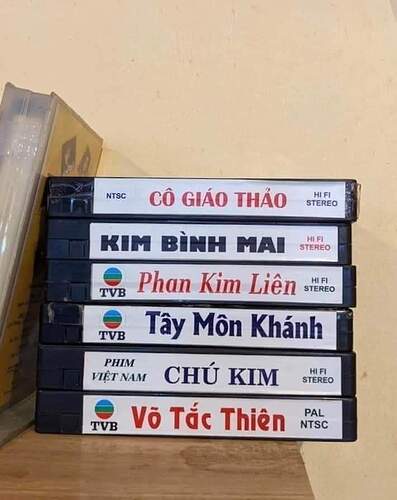 NTSC CÔ GIÁO THẢO HI FI STEREO
KIM BÌNH MAI HI FI STEREO
TVB Phan Kim Liên HI FI STEREO
TVB Tây Môn Khánh
PHIM VIỆT NAM CHÚ KIM HI FI STEREO
TVB Võ Tắc Thiên PAL NTSC